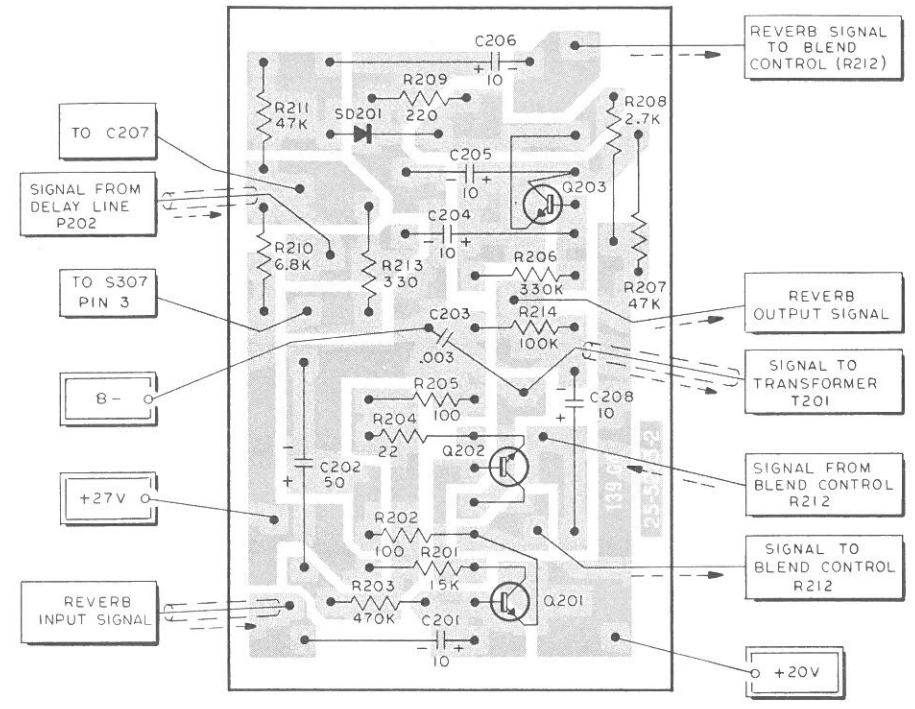 C206
+ -
10
REVERB SIGNAL
TO BLEND
CONTROL (R212)
R209
220
R211
47K
SD201
R208
2.7K
TO C207
C205
- +
10
Q203
SIGNAL FROM
DELAY LINE
P202
C204
- +
10
R210
6.8K
R213
330
R206
330K
R207
47K
TO S307
PIN 3
REVERB
OUTPUT SIGNAL
C203
.003
R214
100K
SIGNAL TO
TRANSFORMER
T201
B-
R205
100
C208
10
+
R204
22
Q202
-
C202
50
+
SIGNAL FROM
BLEND CONTROL
R212
+27V
R202
100
R201
15K
SIGNAL TO
BLEND CONTROL
R212
REVERB
INPUT SIGNAL
R203
470K
Q201
C201
- +
10
+20V
139